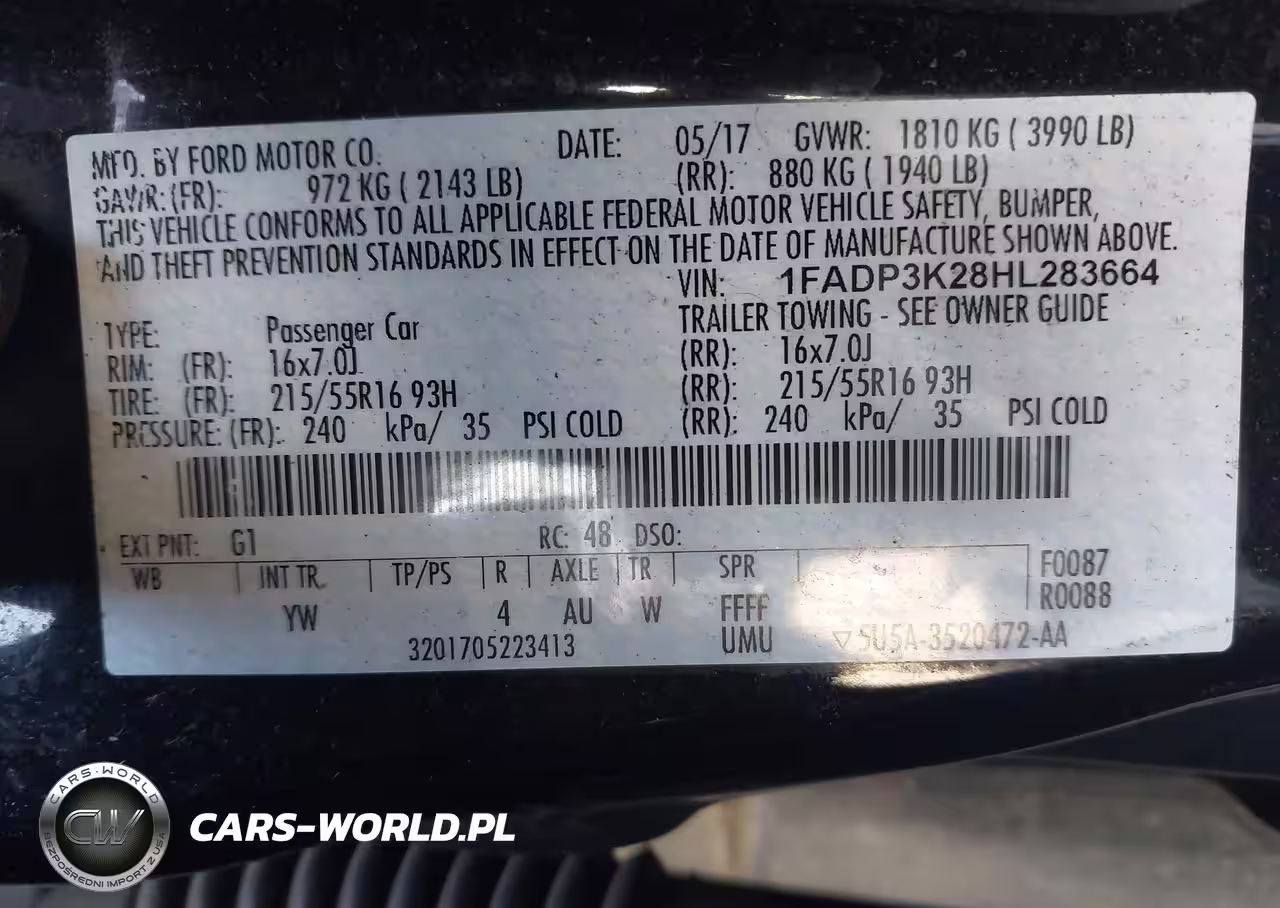 MFD. BY FORD MOTOR CO. DATE: 05/17 GVWR: 1810 KG ( 3990 LB)
GAWR: (FR): 972 KG ( 2143 LB) (RR): 880 KG ( 1940 LB)
THIS VEHICLE CONFORMS TO ALL APPLICABLE FEDERAL MOTOR VEHICLE SAFETY, BUMPER,
AND THEFT PREVENTION STANDARDS IN EFFECT ON THE DATE OF MANUFACTURE SHOWN ABOVE.
VIN: 1FADP3K28HL283664
TYPE: Passenger Car TRAILER TOWING - SEE OWNER GUIDE
RIM: (FR): 16x7.0J (RR): 16x7.0J
TIRE: (FR): 215/55R16 93H (RR): 215/55R16 93H
PRESSURE: (FR): 240 kPa/ 35 PSI COLD (RR): 240 kPa/ 35 PSI COLD
EXT PNT: G1 RC: 48 DSO:
WB INT TR. TP/PS R AXLE TR SPR F0087
YW 4 AU W FFFF R0088
3201705223413 UMU ▽5U5A-3520472-AA
CARS-WORLD
CW
BEZPOŚREDNI IMPORT Z USA
CARS-WORLD.PL